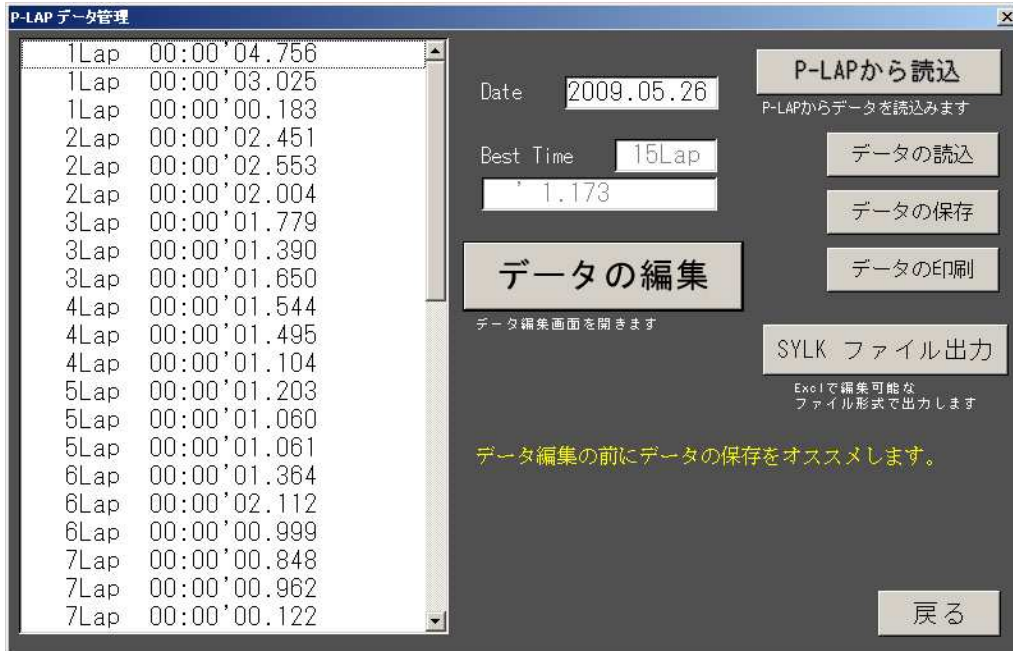 P-LAP データ管理
1Lap 00:00'04.756
1Lap 00:00'03.025
1Lap 00:00'00.183
2Lap 00:00'02.451
2Lap 00:00'02.553
2Lap 00:00'02.004
3Lap 00:00'01.779
3Lap 00:00'01.390
3Lap 00:00'01.650
4Lap 00:00'01.544
4Lap 00:00'01.495
4Lap 00:00'01.104
5Lap 00:00'01.203
5Lap 00:00'01.060
5Lap 00:00'01.061
6Lap 00:00'01.364
6Lap 00:00'02.112
6Lap 00:00'00.999
7Lap 00:00'00.848
7Lap 00:00'00.962
7Lap 00:00'00.122
Date 2009.05.26
Best Time 15Lap
' 1.173
データの編集
データ編集画面を開きます
P-LAPから読込
P-LAPからデータを読込みます
データの読込
データの保存
データの印刷
SYLK ファイル出力
Exclで編集可能な
ファイル形式で出力します
データ編集の前にデータの保存をオススメします。
戻る